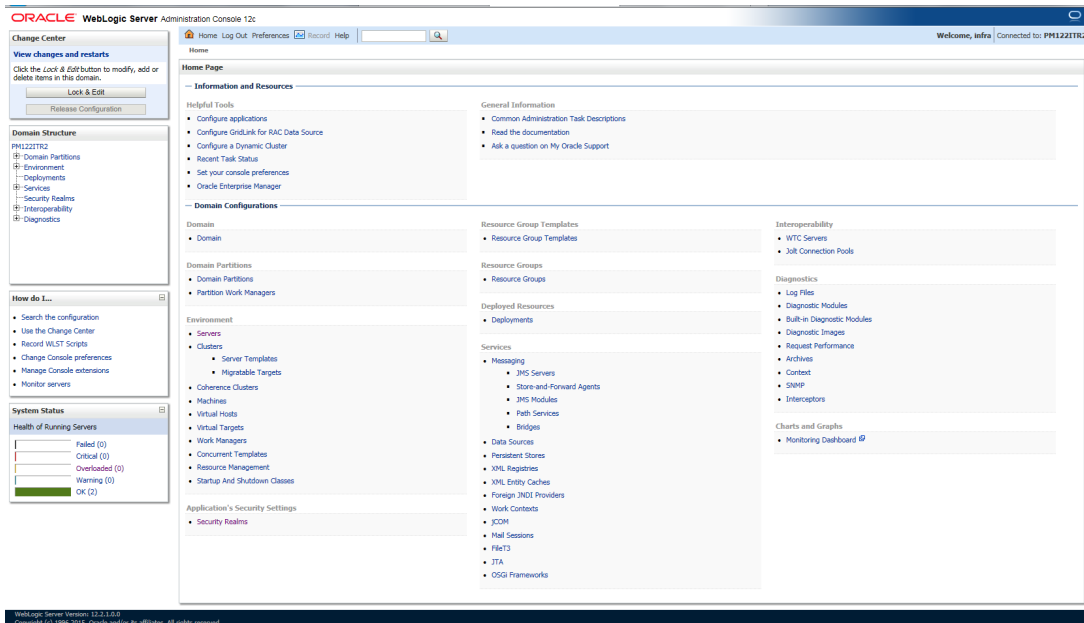 ORACLE WebLogic Server Administration Console 12c
Change Center
View changes and restarts
Click the Lock & Edit button to modify, add or
delete items in this domain.
Lock & Edit
Release Configuration
Domain Structure
PM122ITR2
Domain Partitions
Environment
Deployments
Services
Security Realms
Interoperability
Diagnostics
How do I...
Search the configuration
Use the Change Center
Record WLST Scripts
Change Console preferences
Manage Console extensions
Monitor servers
System Status
Health of Running Servers
Failed (0)
Critical (0)
Overloaded (0)
Warning (0)
OK (2)
Home Log Out Preferences Record Help
Welcome, infra Connected to: PM122ITR2
Home
Home Page
Information and Resources
Helpful Tools
Configure applications
Configure GridLink for RAC Data Source
Configure a Dynamic Cluster
Recent Task Status
Set your console preferences
Oracle Enterprise Manager
General Information
Common Administration Task Descriptions
Read the documentation
Ask a question on My Oracle Support
Domain Configurations
Domain
Domain
Domain Partitions
Domain Partitions
Partition Work Managers
Environment
Servers
Clusters
Server Templates
Migratable Targets
Coherence Clusters
Machines
Virtual Hosts
Virtual Targets
Work Managers
Concurrent Templates
Resource Management
Startup And Shutdown Classes
Application's Security Settings
Security Realms
Resource Group Templates
Resource Group Templates
Resource Groups
Resource Groups
Deployed Resources
Deployments
Services
Messaging
JMS Servers
Store-and-Forward Agents
JMS Modules
Path Services
Bridges
Data Sources
Persistent Stores
XML Registries
XML Entity Caches
Foreign JNDI Providers
Work Contexts
jCOM
Mail Sessions
FileT3
JTA
OSGi Frameworks
Interoperability
WTC Servers
Jolt Connection Pools
Diagnostics
Log Files
Diagnostic Modules
Built-in Diagnostic Modules
Diagnostic Images
Request Performance
Archives
Context
SNMP
Interceptors
Charts and Graphs
Monitoring Dashboard
WebLogic Server Version: 12.2.1.0.0
Copyright (c) 1996,2015, Oracle and/or its affiliates. All rights reserved.